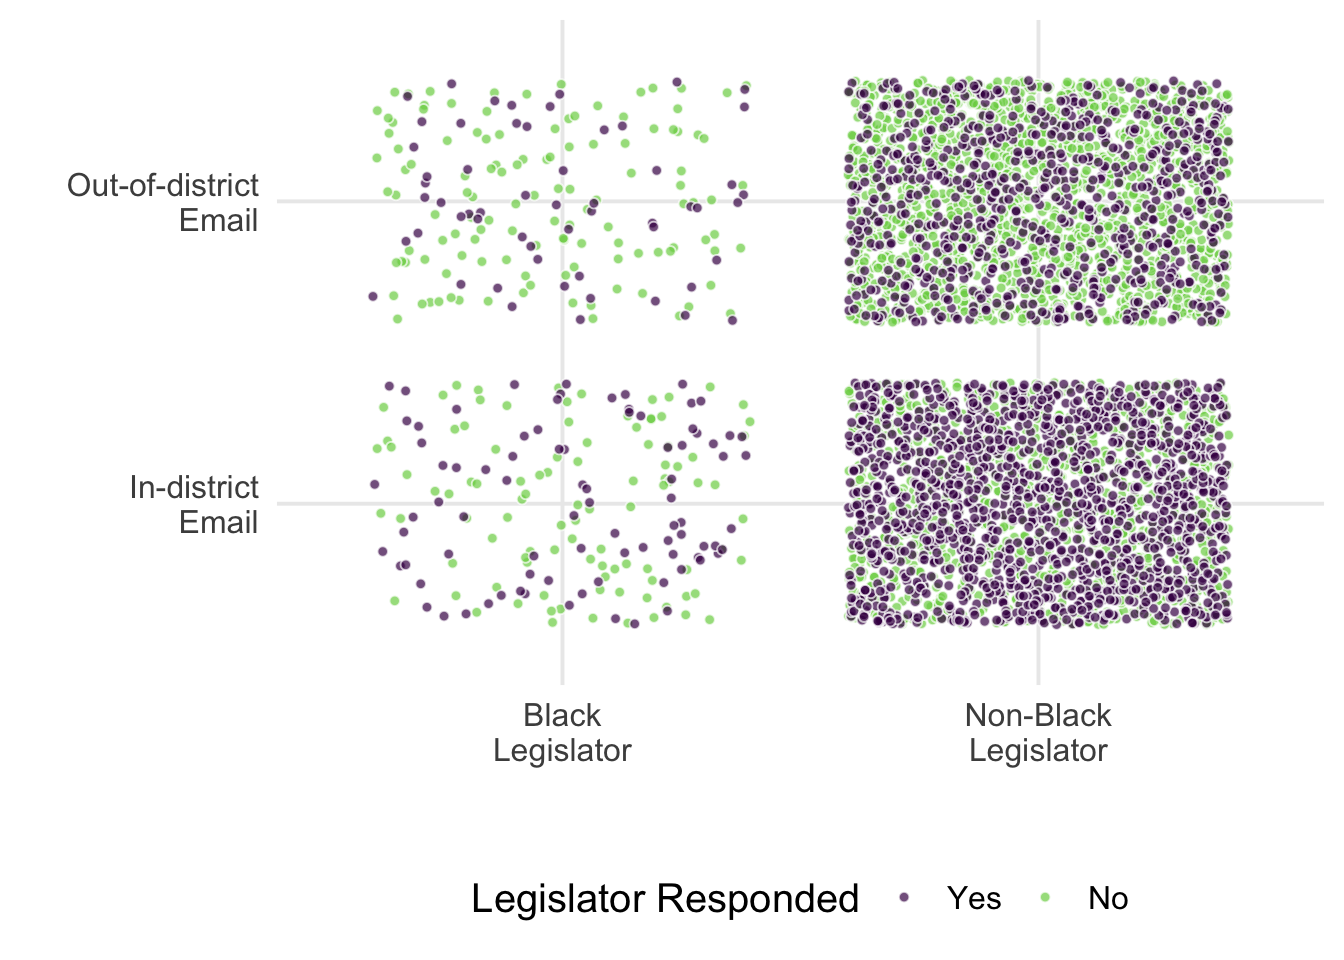 Out-of-district
Email
In-district
Email
Black
Legislator
Non-Black
Legislator
Legislator Responded Yes No